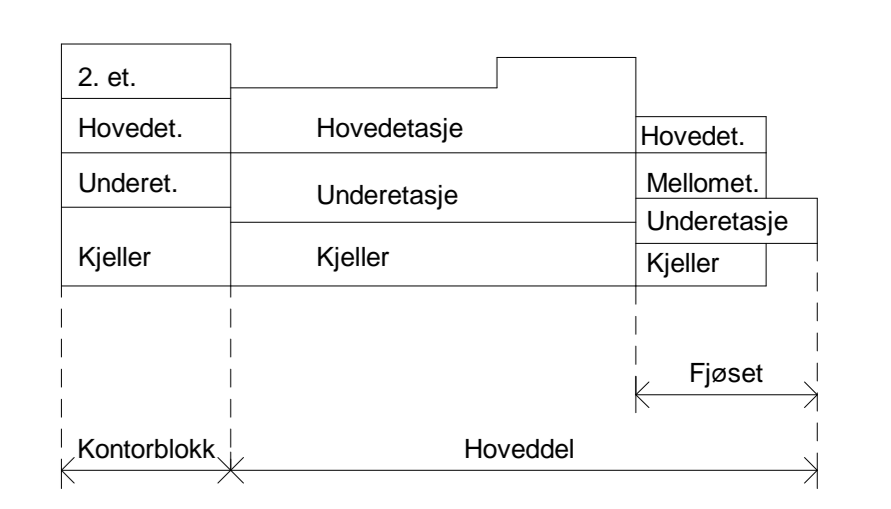 2. et.
Hovedet.
Hovedetasje
Hovedet.
Underet.
Underetasje
Mellomet.
Underetasje
Kjeller
Kjeller
Kjeller
Fjøset
Kontorblokk
Hoveddel